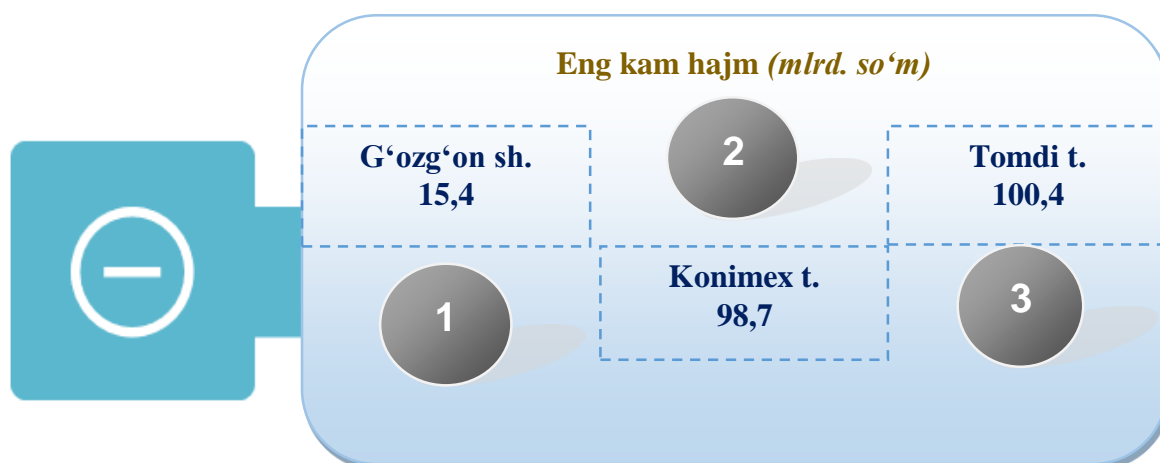 Eng kam hajm (mlrd. so‘m)
G‘ozg‘on sh.
15,4
1
2
Konimex t.
98,7
Tomdi t.
100,4
3